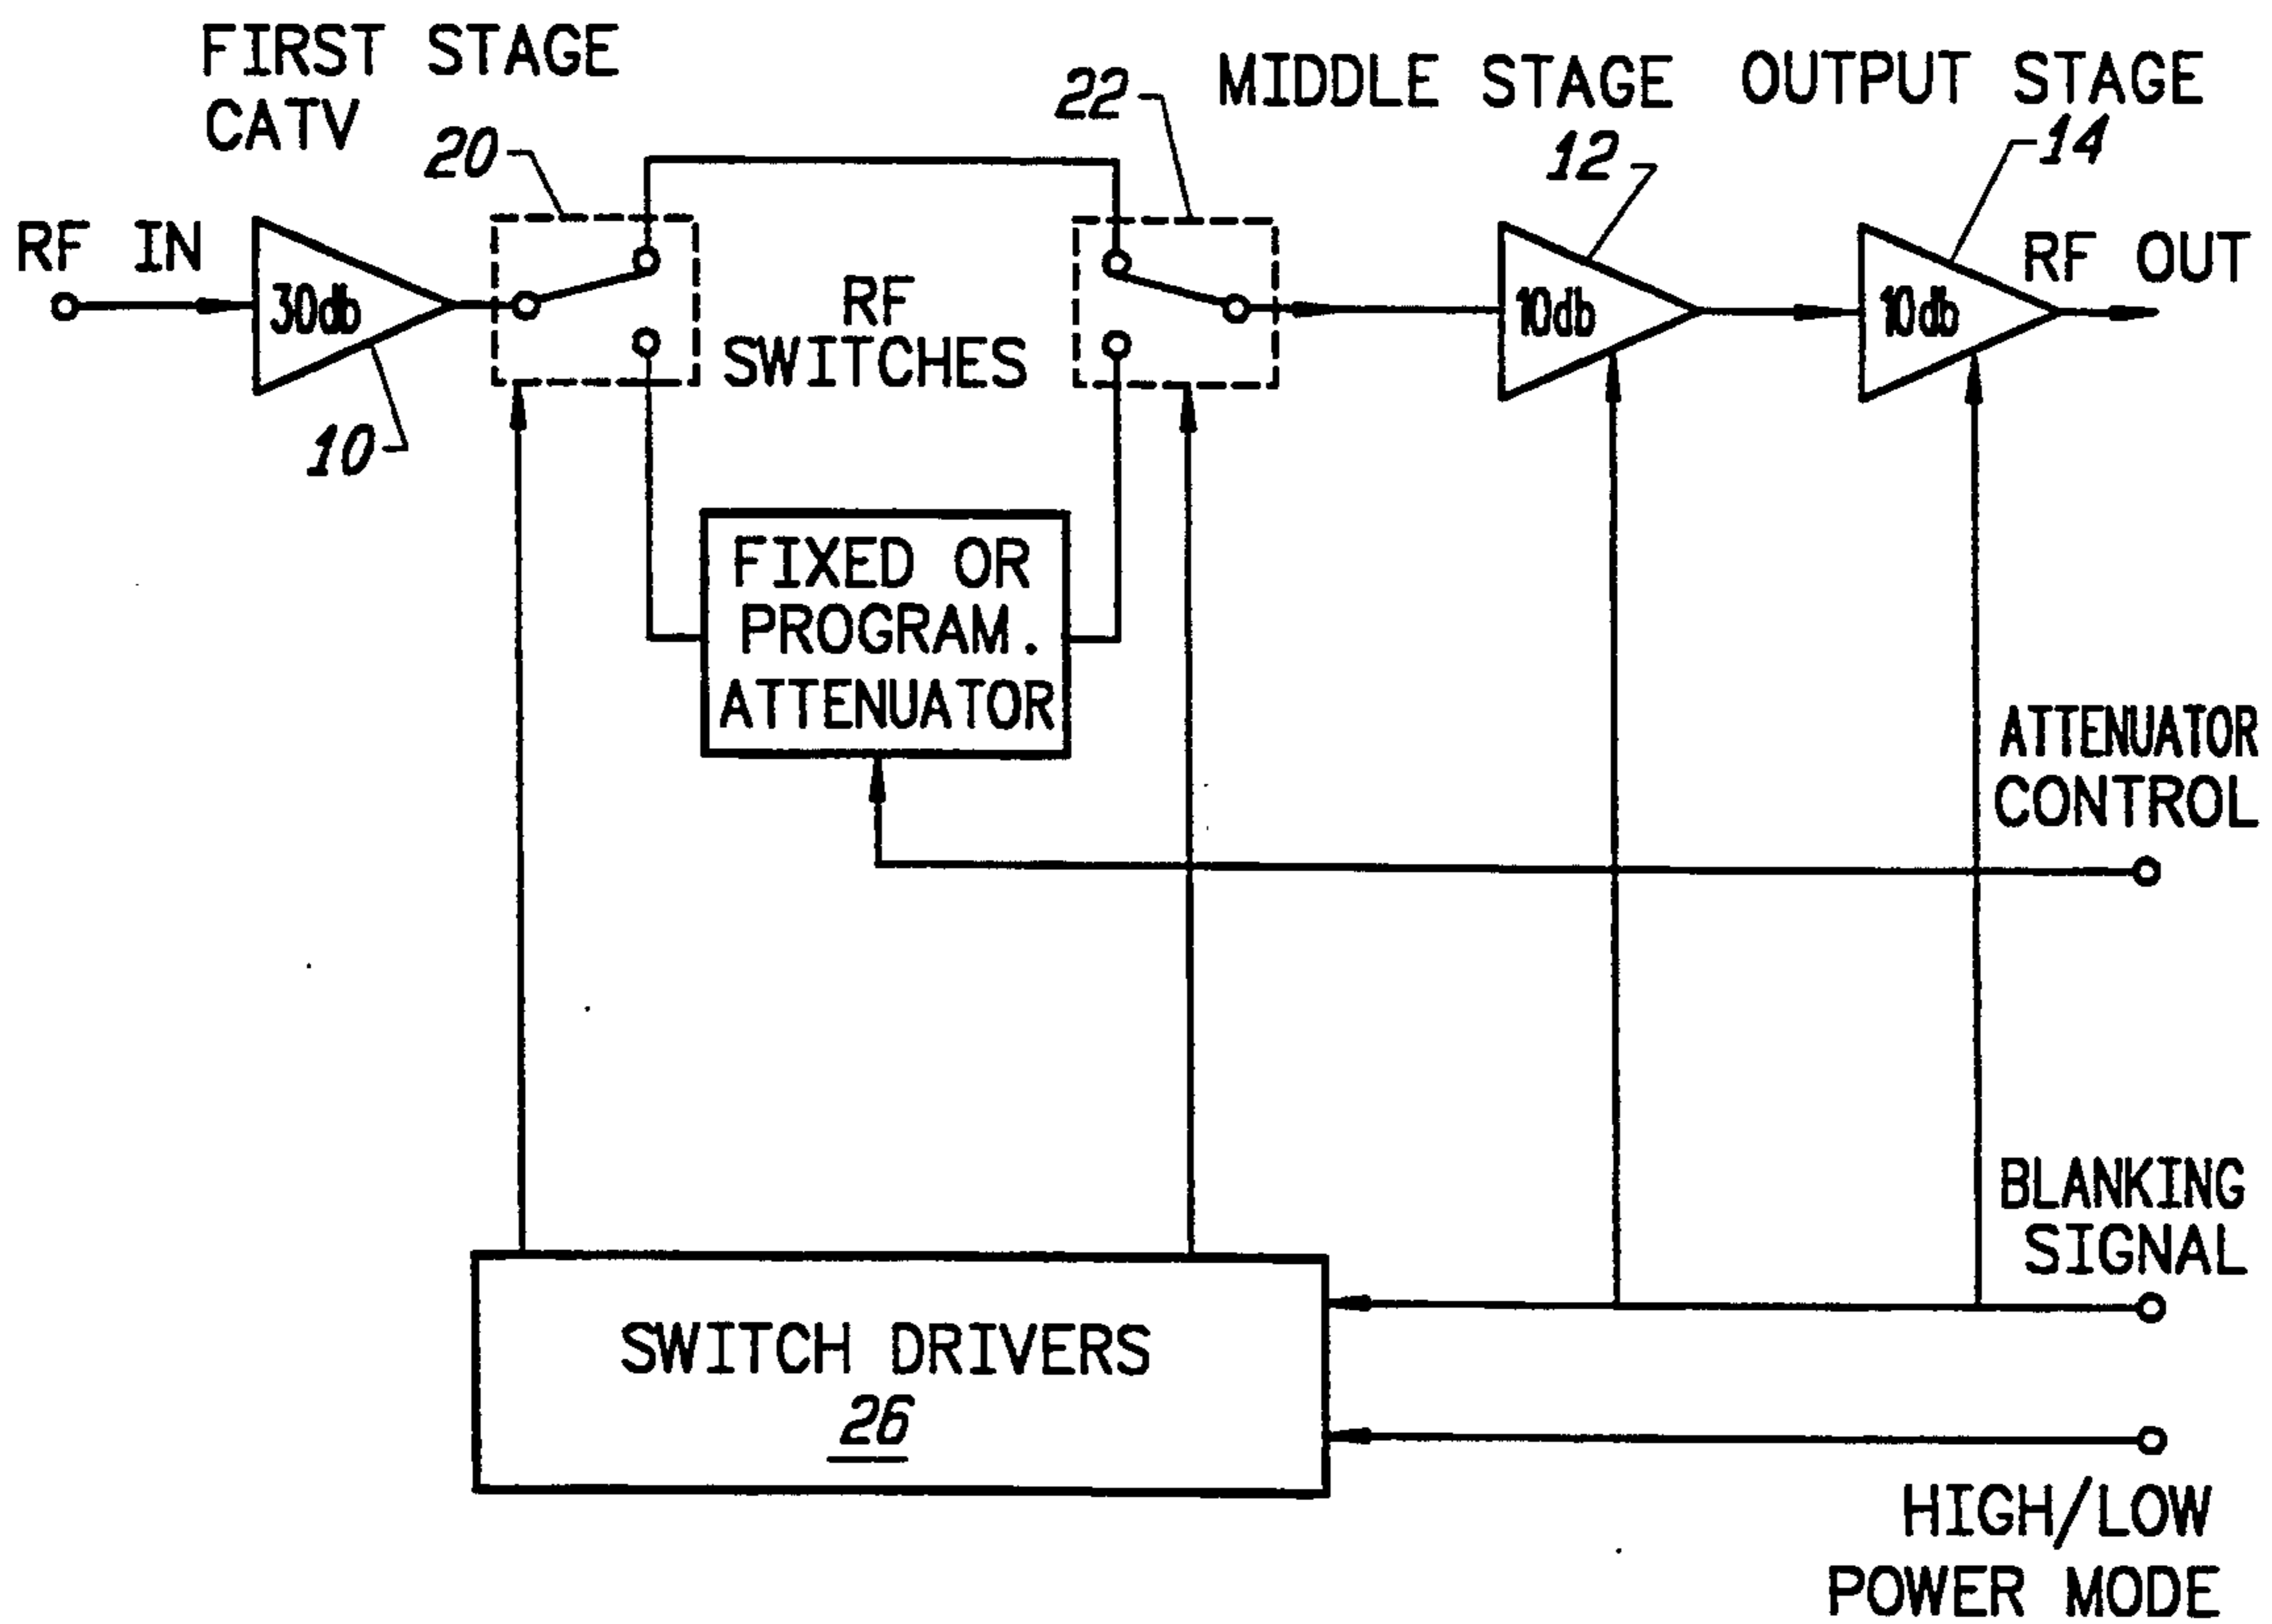 FIRST STAGE
CATV
20
22
MIDDLE STAGE
OUTPUT STAGE
12
14
RF IN
30db
10
RF
SWITCHES
10db
10db
RF OUT
FIXED OR
PROGRAM.
ATTENUATOR
ATTENUATOR
CONTROL
BLANKING
SIGNAL
SWITCH DRIVERS
26
HIGH/LOW
POWER MODE